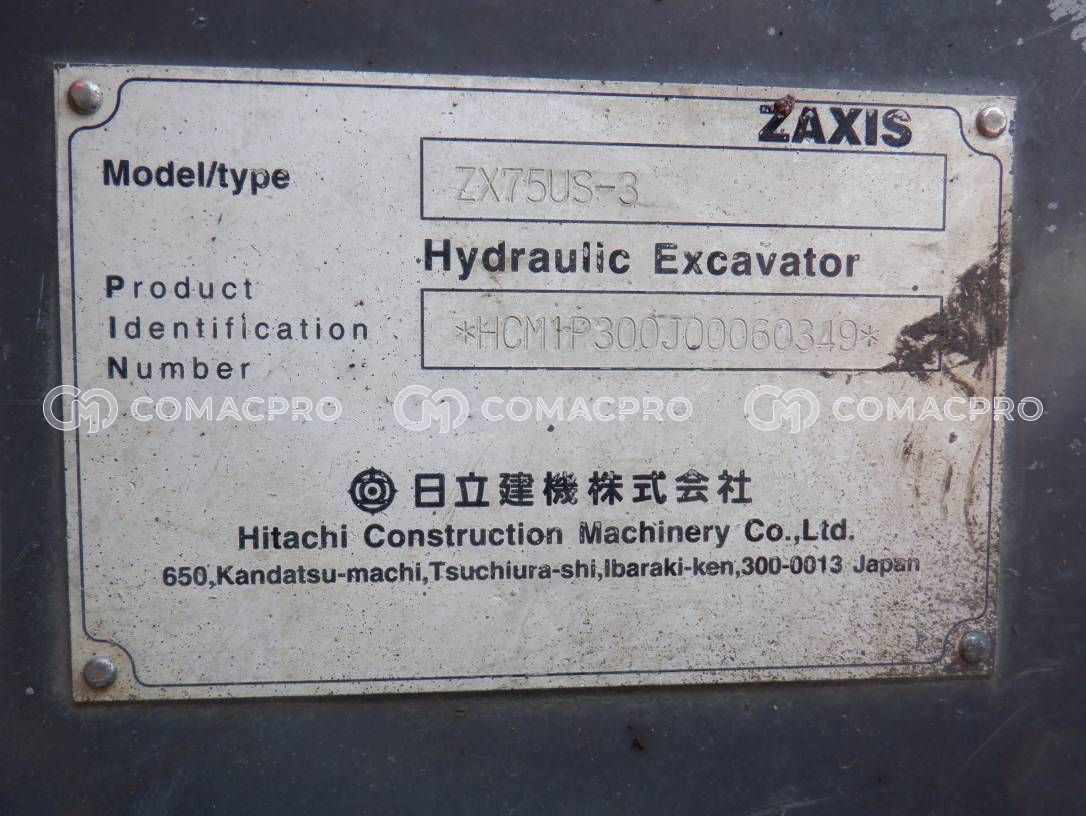 ZAXIS
Model/type ZX75US-3
Hydraulic Excavator
Product
Identification
Number
*HCM1P300J00060349*
COMACPRO COMACPRO COMACPRO
日立建機株式会社
Hitachi Construction Machinery Co.,Ltd.
650,Kandatsu-machi,Tsuchiura-shi,Ibaraki-ken,300-0013 Japan